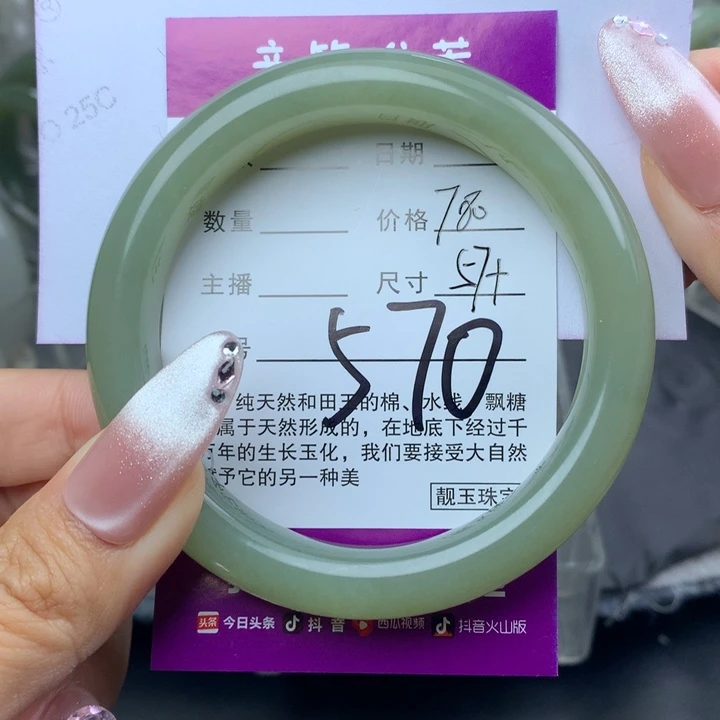 25C
日期
数量 价格 780
主播 尺寸 57+
号 570
纯天然和田玉的棉、水线、飘糖
属于天然形成的，在地底下经过千
万年的生长玉化，我们要接受大自然
予它的另一种美
靓玉珠宝
头条 今日头条 抖音 西瓜视频 抖音火山版